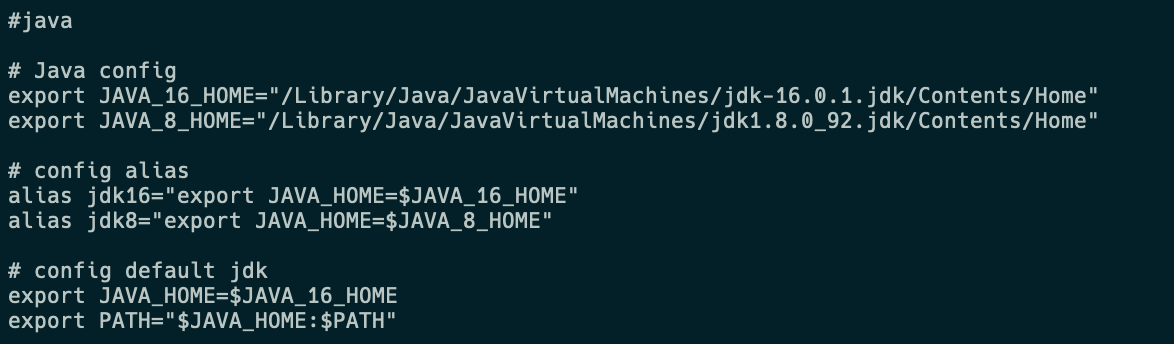 #java
# Java config
export JAVA_16_HOME="/Library/Java/JavaVirtualMachines/jdk-16.0.1.jdk/Contents/Home"
export JAVA_8_HOME="/Library/Java/JavaVirtualMachines/jdk1.8.0_92.jdk/Contents/Home"
# config alias
alias jdk16="export JAVA_HOME=$JAVA_16_HOME"
alias jdk8="export JAVA_HOME=$JAVA_8_HOME"
# config default jdk
export JAVA_HOME=$JAVA_16_HOME
export PATH="$JAVA_HOME:$PATH"